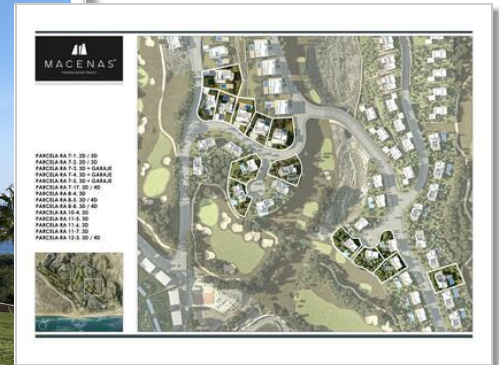 MACENAS
Mediterranean Resort
PARCELA RA 7-1. 2D / 3D
PARCELA RA 7-2. 2D / 3D
PARCELA RA 7-3. 3D + GARAJE
PARCELA RA 7-4. 3D + GARAJE
PARCELA RA 7-5. 3D + GARAJE
PARCELA RA 7-17. 3D / 4D
PARCELA RA 8-4. 3D
PARCELA RA 8-5. 3D / 4D
PARCELA RA 8-8. 3D / 4D
PARCELA RA 10-4. 3D
PARCELA RA 11-5. 3D
PARCELA RA 11-6. 2D
PARCELA RA 11-7. 3D
PARCELA RA 12-3. 3D / 4D